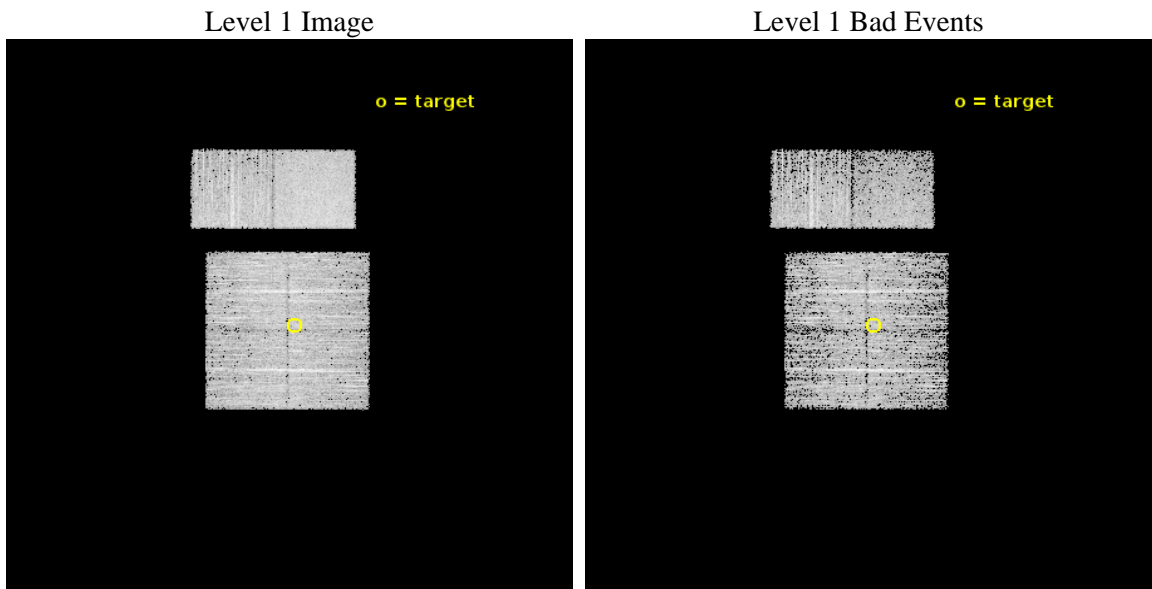 Level 1 Image
Level 1 Bad Events
o = target
o = target